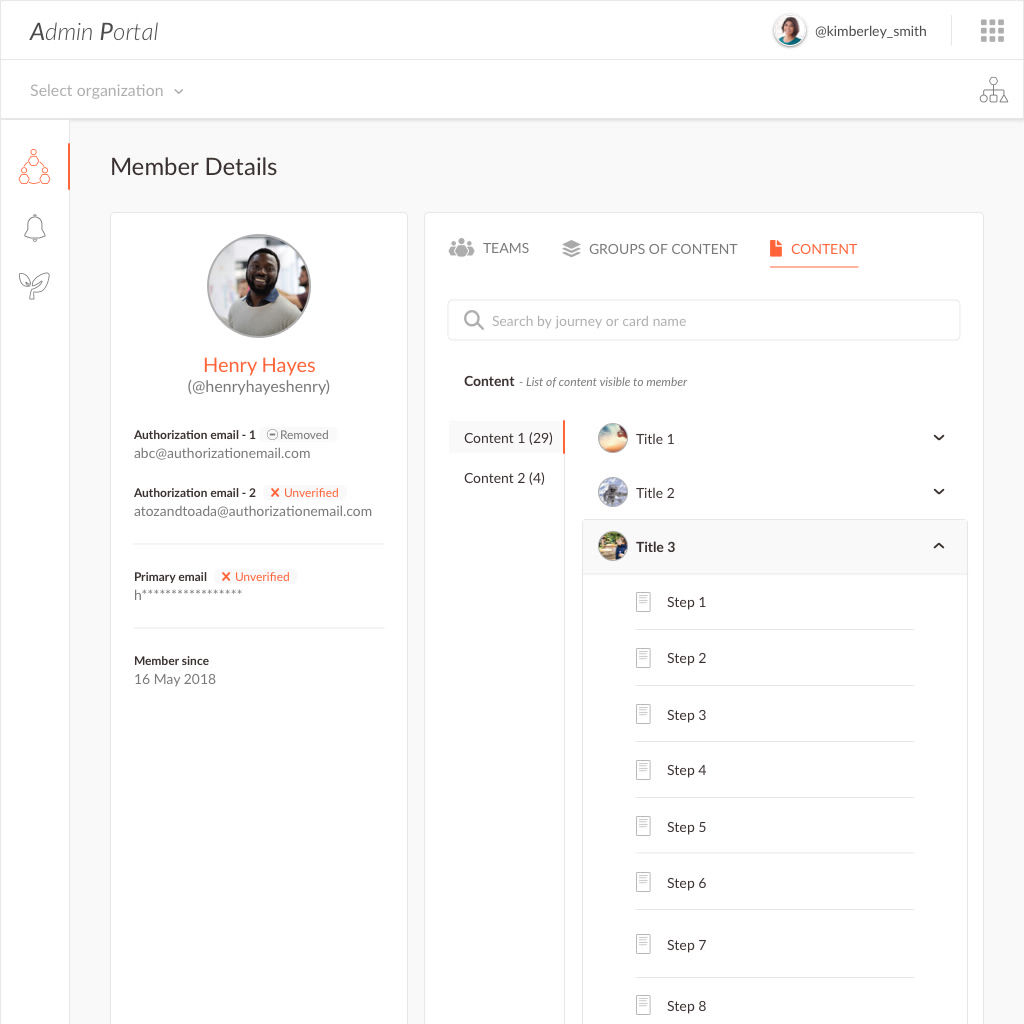 Admin Portal
@kimberley_smith
Select organization
Member Details
Henry Hayes
(@henryhayeshenry)
Authorization email - 1 Removed
abc@authorizationemail.com
Authorization email - 2 Unverified
atozandtoada@authorizationemail.com
Primary email Unverified
h*****************
Member since
16 May 2018
TEAMS GROUPS OF CONTENT CONTENT
Search by journey or card name
Content - List of content visible to member
Content 1 (29)
Content 2 (4)
Title 1
Title 2
Title 3
Step 1
Step 2
Step 3
Step 4
Step 5
Step 6
Step 7
Step 8